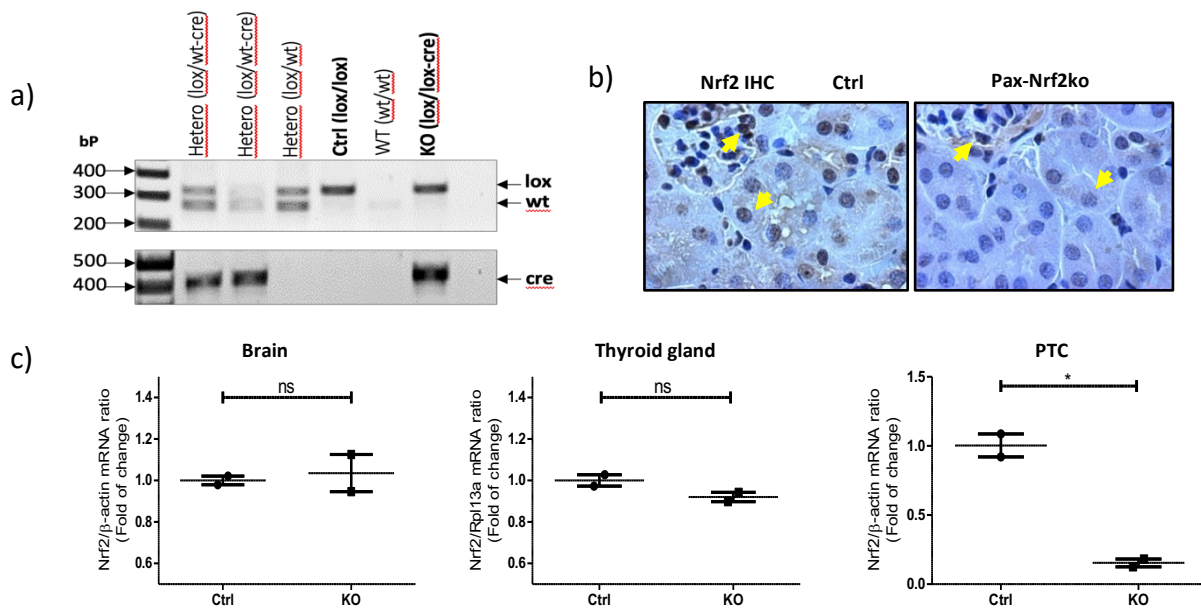 a)
Hetero (lox/wt-cre)
Hetero (lox/wt-cre)
Hetero (lox/wt)
Ctrl (lox/lox)
WT (wt/wt)
KO (lox/lox-cre)
bP
400
300
200
lox
wt
500
400
cre
b)
Nrf2 IHC Ctrl Pax-Nrf2ko
c)
Brain
Nrf2/β-actin mRNA ratio
(Fold of change)
1.4
1.2
1.0
0.8
0.6
ns
Ctrl KO
Thyroid gland
Nrf2/Rpl13a mRNA ratio
(Fold of change)
1.4
1.2
1.0
0.8
0.6
ns
Ctrl KO
PTC
Nrf2/β-actin mRNA ratio
(Fold of change)
1.5
1.0
0.5
0.0
*
Ctrl KO